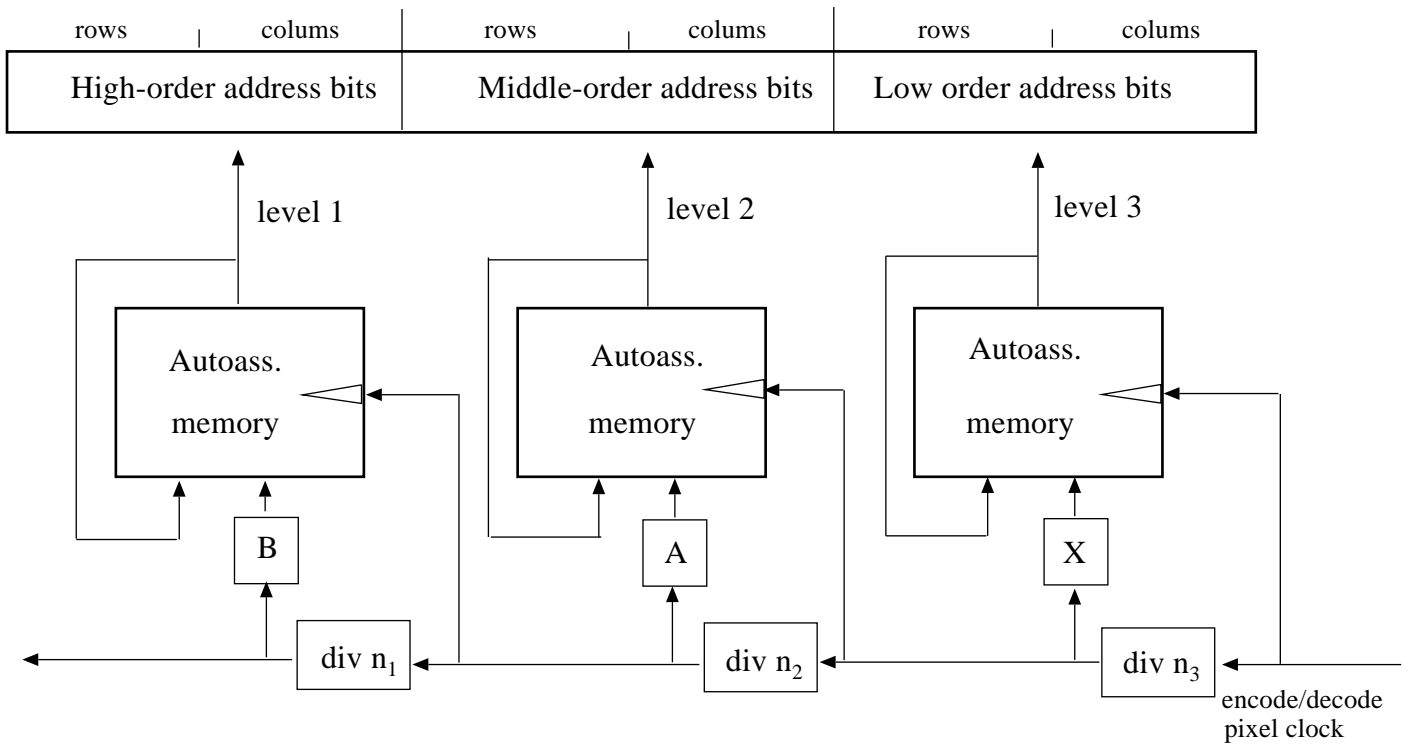 rows colums rows colums rows colums
High-order address bits Middle-order address bits Low order address bits
level 1 level 2 level 3
Autoass. Autoass. Autoass.
memory memory memory
B A X
div n₁ div n₂ div n₃
encode/decode
pixel clock